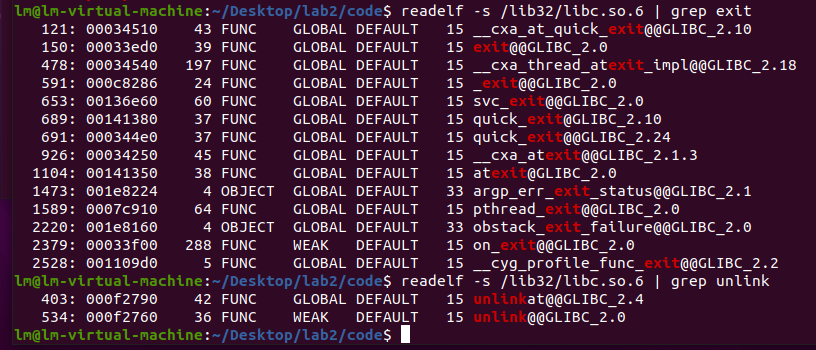 lm@lm-virtual-machine:~/Desktop/lab2/code$ readelf -s /lib32/libc.so.6 | grep exit
121: 00034510 43 FUNC GLOBAL DEFAULT 15 __cxa_at_quick_exit@@GLIBC_2.10
150: 00033ed0 39 FUNC GLOBAL DEFAULT 15 exit@@GLIBC_2.0
478: 00034540 197 FUNC GLOBAL DEFAULT 15 __cxa_thread_atexit_impl@@GLIBC_2.18
591: 000c8286 24 FUNC GLOBAL DEFAULT 15 _exit@@GLIBC_2.0
653: 00136e60 60 FUNC GLOBAL DEFAULT 15 svc_exit@@GLIBC_2.0
689: 00141380 37 FUNC GLOBAL DEFAULT 15 quick_exit@GLIBC_2.10
691: 000344e0 37 FUNC GLOBAL DEFAULT 15 quick_exit@@GLIBC_2.24
926: 00034250 45 FUNC GLOBAL DEFAULT 15 __cxa_atexit@@GLIBC_2.1.3
1104: 00141350 38 FUNC GLOBAL DEFAULT 15 atexit@GLIBC_2.0
1473: 001e8224 4 OBJECT GLOBAL DEFAULT 33 argp_err_exit_status@@GLIBC_2.1
1589: 0007c910 64 FUNC GLOBAL DEFAULT 15 pthread_exit@@GLIBC_2.0
2220: 001e8160 4 OBJECT GLOBAL DEFAULT 33 obstack_exit_failure@@GLIBC_2.0
2379: 00033f00 288 FUNC WEAK DEFAULT 15 on_exit@@GLIBC_2.0
2528: 001109d0 5 FUNC GLOBAL DEFAULT 15 __cyg_profile_func_exit@@GLIBC_2.2
lm@lm-virtual-machine:~/Desktop/lab2/code$ readelf -s /lib32/libc.so.6 | grep unlink
403: 000f2790 42 FUNC GLOBAL DEFAULT 15 unlinkat@@GLIBC_2.4
534: 000f2760 36 FUNC WEAK DEFAULT 15 unlink@@GLIBC_2.0
lm@lm-virtual-machine:~/Desktop/lab2/code$